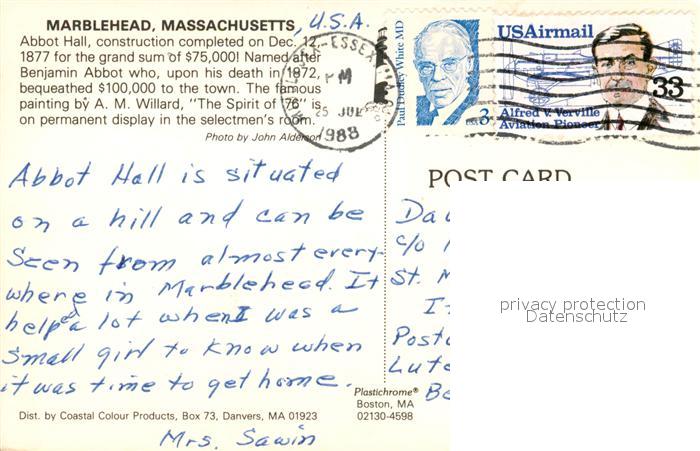 MARBLEHEAD, MASSACHUSETTS, U.S.A.
Abbot Hall, construction completed on Dec. 12,
1877 for the grand sum of $75,000! Named after
Benjamin Abbot who, upon his death in 1872,
bequeathed $100,000 to the town. The famous
painting by A. M. Willard, "The Spirit of '76" is
on permanent display in the selectmen's room.
Photo by John Alderson
ESSEX
PM
25 JUL
1988
Paul Dudley White MD
3
USAirmail
33
Alfred V. Verville
Aviation Pioneer
Abbot Hall is situated
on a hill and can be
seen from almost every-
where in Marblehead. It
helped a lot when I was a
small girl to know when
it was time to get home.
Mrs. Sawin
POST CARD
c/o
St. M
Plastichrome®
Boston, MA
02130-4598
Dist. by Coastal Colour Products, Box 73, Danvers, MA 01923
privacy protection
Datenschutz